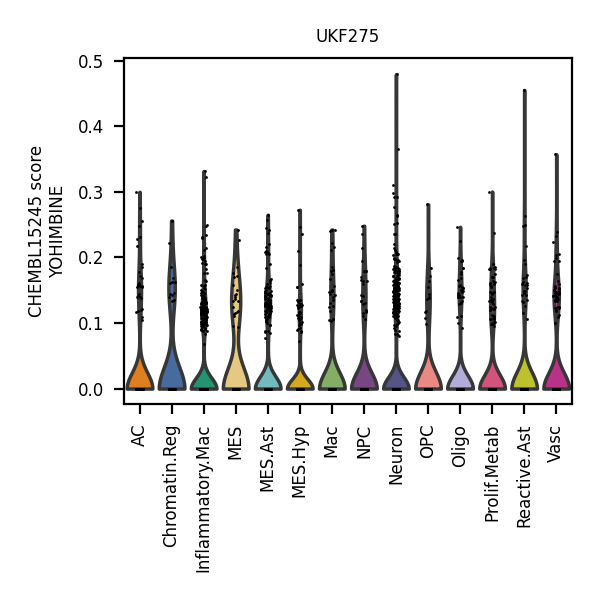 UKF275
CHEMBL15245 score
YOHIMBINE
0.5
0.4
0.3
0.2
0.1
0.0
AC
Chromatin.Reg
Inflammatory.Mac
MES
MES.Ast
MES.Hyp
Mac
NPC
Neuron
OPC
Oligo
Prolif.Metab
Reactive.Ast
Vasc